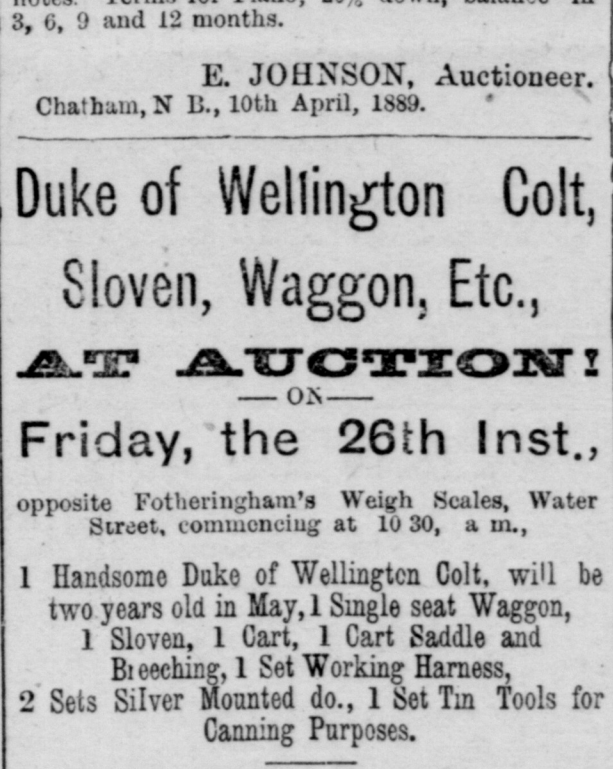 3, 6, 9 and 12 months.
E. JOHNSON, Auctioneer.
Chatham, N B., 10th April, 1889.
Duke of Wellington Colt,
Sloven, Waggon, Etc.,
AT AUCTION!
— ON —
Friday, the 26th Inst.,
opposite Fotheringham's Weigh Scales, Water
Street, commencing at 10 30, a m.,
1 Handsome Duke of Wellington Colt, will be
two years old in May, 1 Single seat Waggon,
1 Sloven, 1 Cart, 1 Cart Saddle and
Breeching, 1 Set Working Harness,
2 Sets Silver Mounted do., 1 Set Tin Tools for
Canning Purposes.